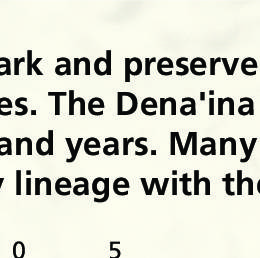 ark and preserve
es. The Dena'ina
and years. Many
lineage with the
0 5